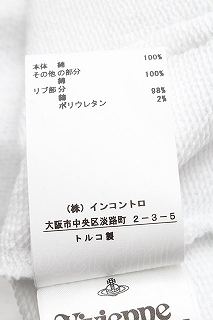 本体 綿 100%
その他の部分
綿 100%
リブ部分
綿 98%
ポリウレタン 2%
(株) インコントロ
大阪市中央区淡路町 2-3-5
トルコ製
Vivienne